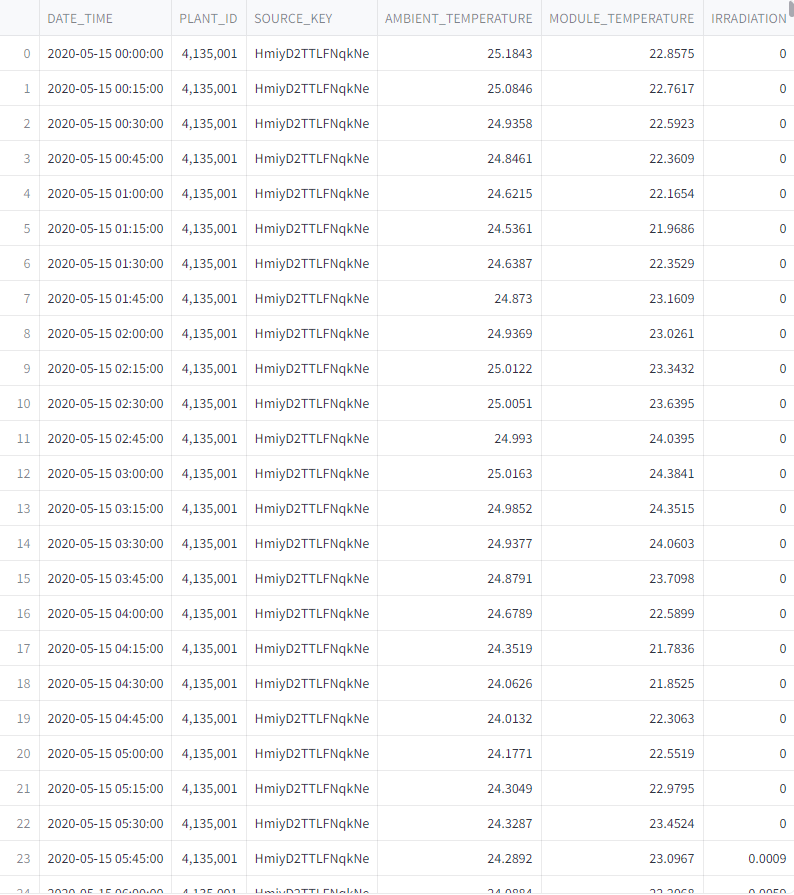 DATE_TIME PLANT_ID SOURCE_KEY AMBIENT_TEMPERATURE MODULE_TEMPERATURE IRRADIATION
0 2020-05-15 00:00:00 4,135,001 HmiyD2TTLFNqkNe 25.1843 22.8575 0
1 2020-05-15 00:15:00 4,135,001 HmiyD2TTLFNqkNe 25.0846 22.7617 0
2 2020-05-15 00:30:00 4,135,001 HmiyD2TTLFNqkNe 24.9358 22.5923 0
3 2020-05-15 00:45:00 4,135,001 HmiyD2TTLFNqkNe 24.8461 22.3609 0
4 2020-05-15 01:00:00 4,135,001 HmiyD2TTLFNqkNe 24.6215 22.1654 0
5 2020-05-15 01:15:00 4,135,001 HmiyD2TTLFNqkNe 24.5361 21.9686 0
6 2020-05-15 01:30:00 4,135,001 HmiyD2TTLFNqkNe 24.6387 22.3529 0
7 2020-05-15 01:45:00 4,135,001 HmiyD2TTLFNqkNe 24.873 23.1609 0
8 2020-05-15 02:00:00 4,135,001 HmiyD2TTLFNqkNe 24.9369 23.0261 0
9 2020-05-15 02:15:00 4,135,001 HmiyD2TTLFNqkNe 25.0122 23.3432 0
10 2020-05-15 02:30:00 4,135,001 HmiyD2TTLFNqkNe 25.0051 23.6395 0
11 2020-05-15 02:45:00 4,135,001 HmiyD2TTLFNqkNe 24.993 24.0395 0
12 2020-05-15 03:00:00 4,135,001 HmiyD2TTLFNqkNe 25.0163 24.3841 0
13 2020-05-15 03:15:00 4,135,001 HmiyD2TTLFNqkNe 24.9852 24.3515 0
14 2020-05-15 03:30:00 4,135,001 HmiyD2TTLFNqkNe 24.9377 24.0603 0
15 2020-05-15 03:45:00 4,135,001 HmiyD2TTLFNqkNe 24.8791 23.7098 0
16 2020-05-15 04:00:00 4,135,001 HmiyD2TTLFNqkNe 24.6789 22.5899 0
17 2020-05-15 04:15:00 4,135,001 HmiyD2TTLFNqkNe 24.3519 21.7836 0
18 2020-05-15 04:30:00 4,135,001 HmiyD2TTLFNqkNe 24.0626 21.8525 0
19 2020-05-15 04:45:00 4,135,001 HmiyD2TTLFNqkNe 24.0132 22.3063 0
20 2020-05-15 05:00:00 4,135,001 HmiyD2TTLFNqkNe 24.1771 22.5519 0
21 2020-05-15 05:15:00 4,135,001 HmiyD2TTLFNqkNe 24.3049 22.9795 0
22 2020-05-15 05:30:00 4,135,001 HmiyD2TTLFNqkNe 24.3287 23.4524 0
23 2020-05-15 05:45:00 4,135,001 HmiyD2TTLFNqkNe 24.2892 23.0967 0.0009